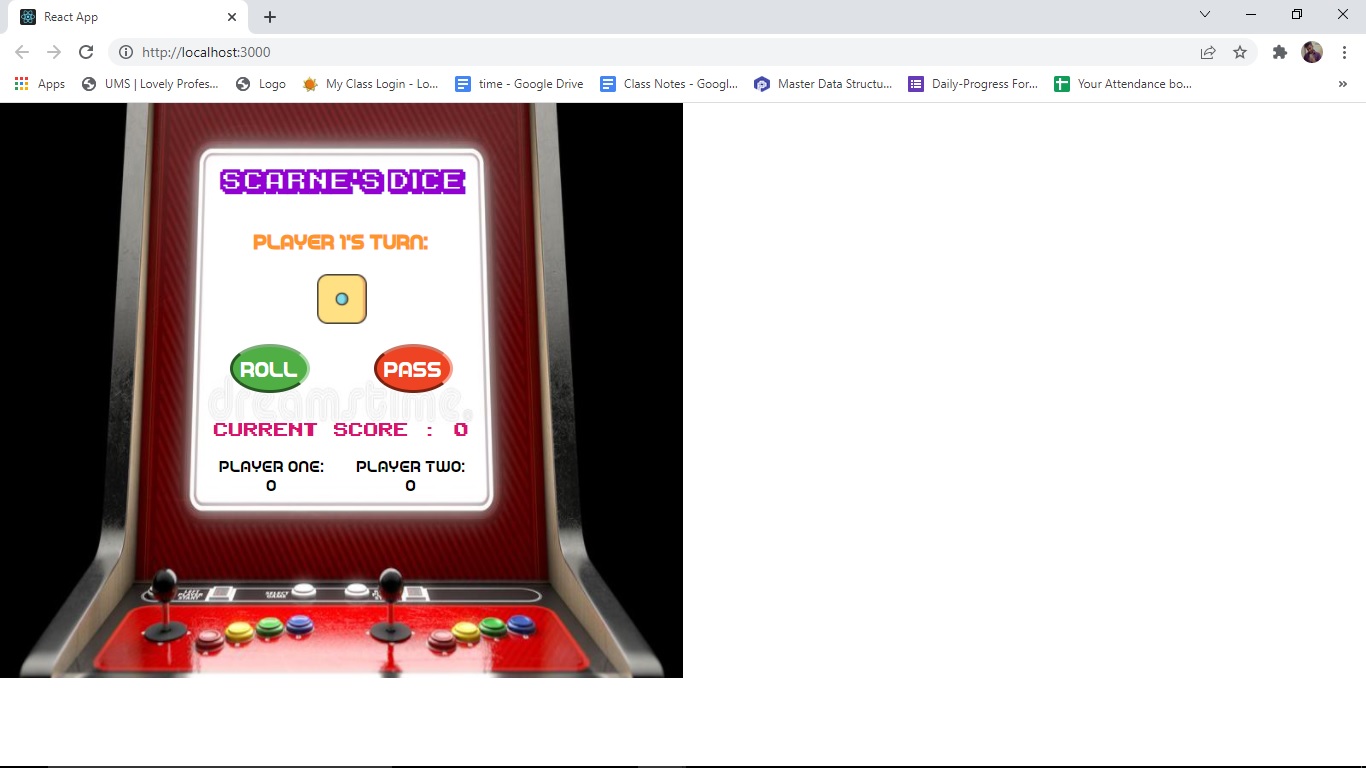 React App
http://localhost:3000
Apps UMS | Lovely Profes... Logo My Class Login - Lo... time - Google Drive Class Notes - Googl... Master Data Structu... Daily-Progress For... Your Attendance bo... »
SCARNE'S DICE
PLAYER 1'S TURN:
ROLL PASS
dreamstime.
CURRENT SCORE : 0
PLAYER ONE: PLAYER TWO:
0 0